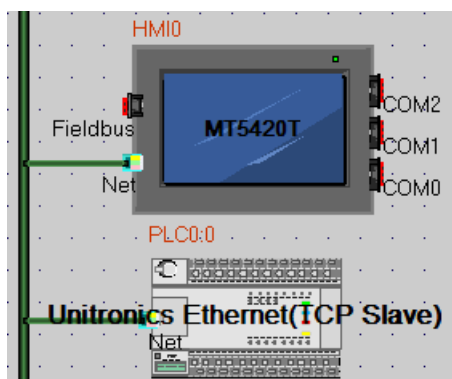 HMI0
COM2
Fieldbus
MT5420T
COM1
Net
COM0
PLC0:0
Unitronics Ethernet(TCP Slave)
Net